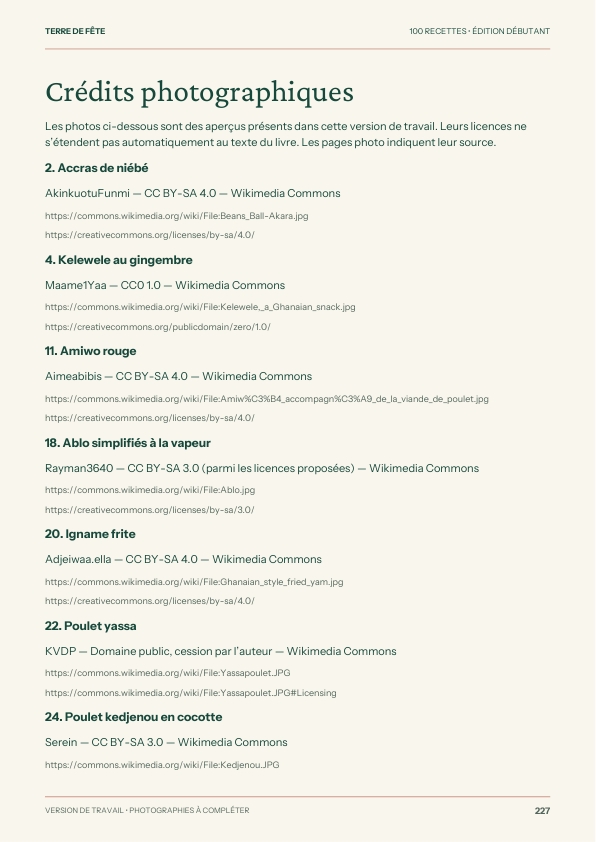 TERRE DE FÊTE
100 RECETTES • ÉDITION DÉBUTANT
Crédits photographiques
Les photos ci-dessous sont des aperçus présents dans cette version de travail. Leurs licences ne
s’étendent pas automatiquement au texte du livre. Les pages photo indiquent leur source.
2. Accras de niébé
AkinkuotuFunmi — CC BY-SA 4.0 — Wikimedia Commons
https://commons.wikimedia.org/wiki/File:Beans_Ball-Akara.jpg
https://creativecommons.org/licenses/by-sa/4.0/
4. Kelewele au gingembre
Maame1Yaa — CC0 1.0 — Wikimedia Commons
https://commons.wikimedia.org/wiki/File:Kelewele,_a_Ghanaian_snack.jpg
https://creativecommons.org/publicdomain/zero/1.0/
11. Amiwo rouge
Aimeabibis — CC BY-SA 4.0 — Wikimedia Commons
https://commons.wikimedia.org/wiki/File:Amiw%C3%B4_accompagn%C3%A9_de_la_viande_de_poulet.jpg
https://creativecommons.org/licenses/by-sa/4.0/
18. Ablo simplifiés à la vapeur
Rayman3640 — CC BY-SA 3.0 (parmi les licences proposées) — Wikimedia Commons
https://commons.wikimedia.org/wiki/File:Ablo.jpg
https://creativecommons.org/licenses/by-sa/3.0/
20. Igname frite
Adjeiwaa.ella — CC BY-SA 4.0 — Wikimedia Commons
https://commons.wikimedia.org/wiki/File:Ghanaian_style_fried_yam.jpg
https://creativecommons.org/licenses/by-sa/4.0/
22. Poulet yassa
KVDP — Domaine public, cession par l’auteur — Wikimedia Commons
https://commons.wikimedia.org/wiki/File:Yassapoulet.JPG
https://commons.wikimedia.org/wiki/File:Yassapoulet.JPG#Licensing
24. Poulet kedjenou en cocotte
Serein — CC BY-SA 3.0 — Wikimedia Commons
https://commons.wikimedia.org/wiki/File:Kedjenou.JPG
VERSION DE TRAVAIL • PHOTOGRAPHIES À COMPLÉTER
227